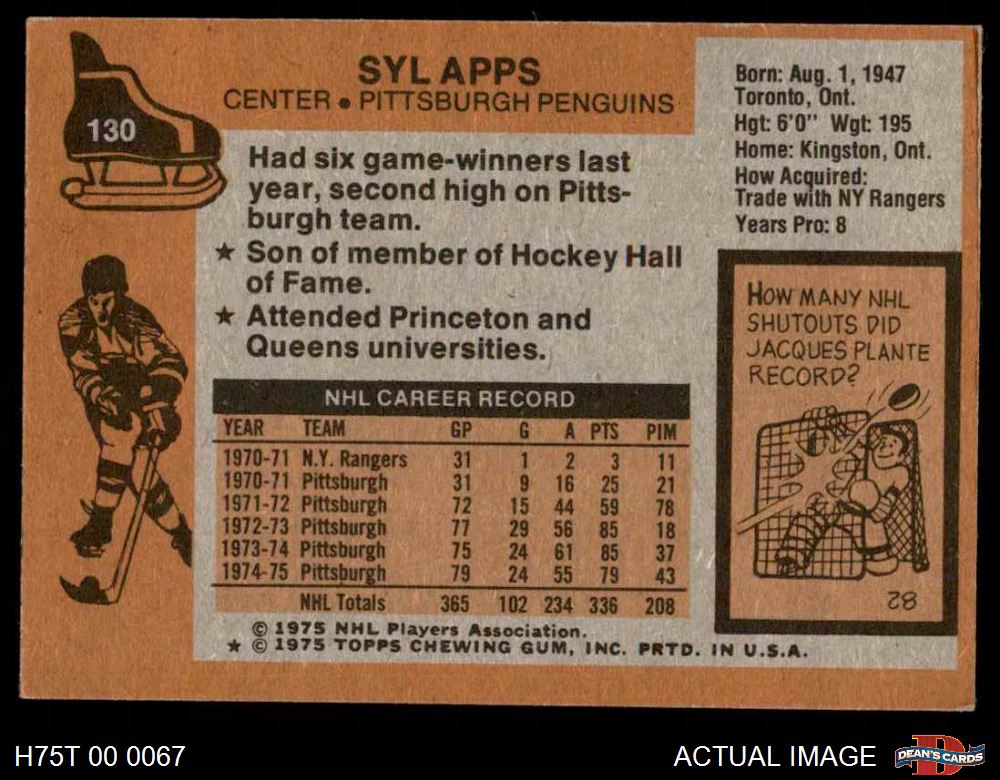 130
SYL APPS
CENTER • PITTSBURGH PENGUINS
Had six game-winners last
year, second high on Pitts-
burgh team.
★ Son of member of Hockey Hall
of Fame.
★ Attended Princeton and
Queens universities.
NHL CAREER RECORD
YEAR TEAM GP G A PTS PIM
1970-71 N.Y. Rangers 31 1 2 3 11
1970-71 Pittsburgh 31 9 16 25 21
1971-72 Pittsburgh 72 15 44 59 78
1972-73 Pittsburgh 77 29 56 85 18
1973-74 Pittsburgh 75 24 61 85 37
1974-75 Pittsburgh 79 24 55 79 43
NHL Totals 365 102 234 336 208
© 1975 NHL Players Association.
★ © 1975 TOPPS CHEWING GUM, INC. PRTD. IN U.S.A.
Born: Aug. 1, 1947
Toronto, Ont.
Hgt: 6'0" Wgt: 195
Home: Kingston, Ont.
How Acquired:
Trade with NY Rangers
Years Pro: 8
HOW MANY NHL
SHUTOUTS DID
JACQUES PLANTE
RECORD?
82
H75T 00 0067
ACTUAL IMAGE
D
DEAN'S CARDS